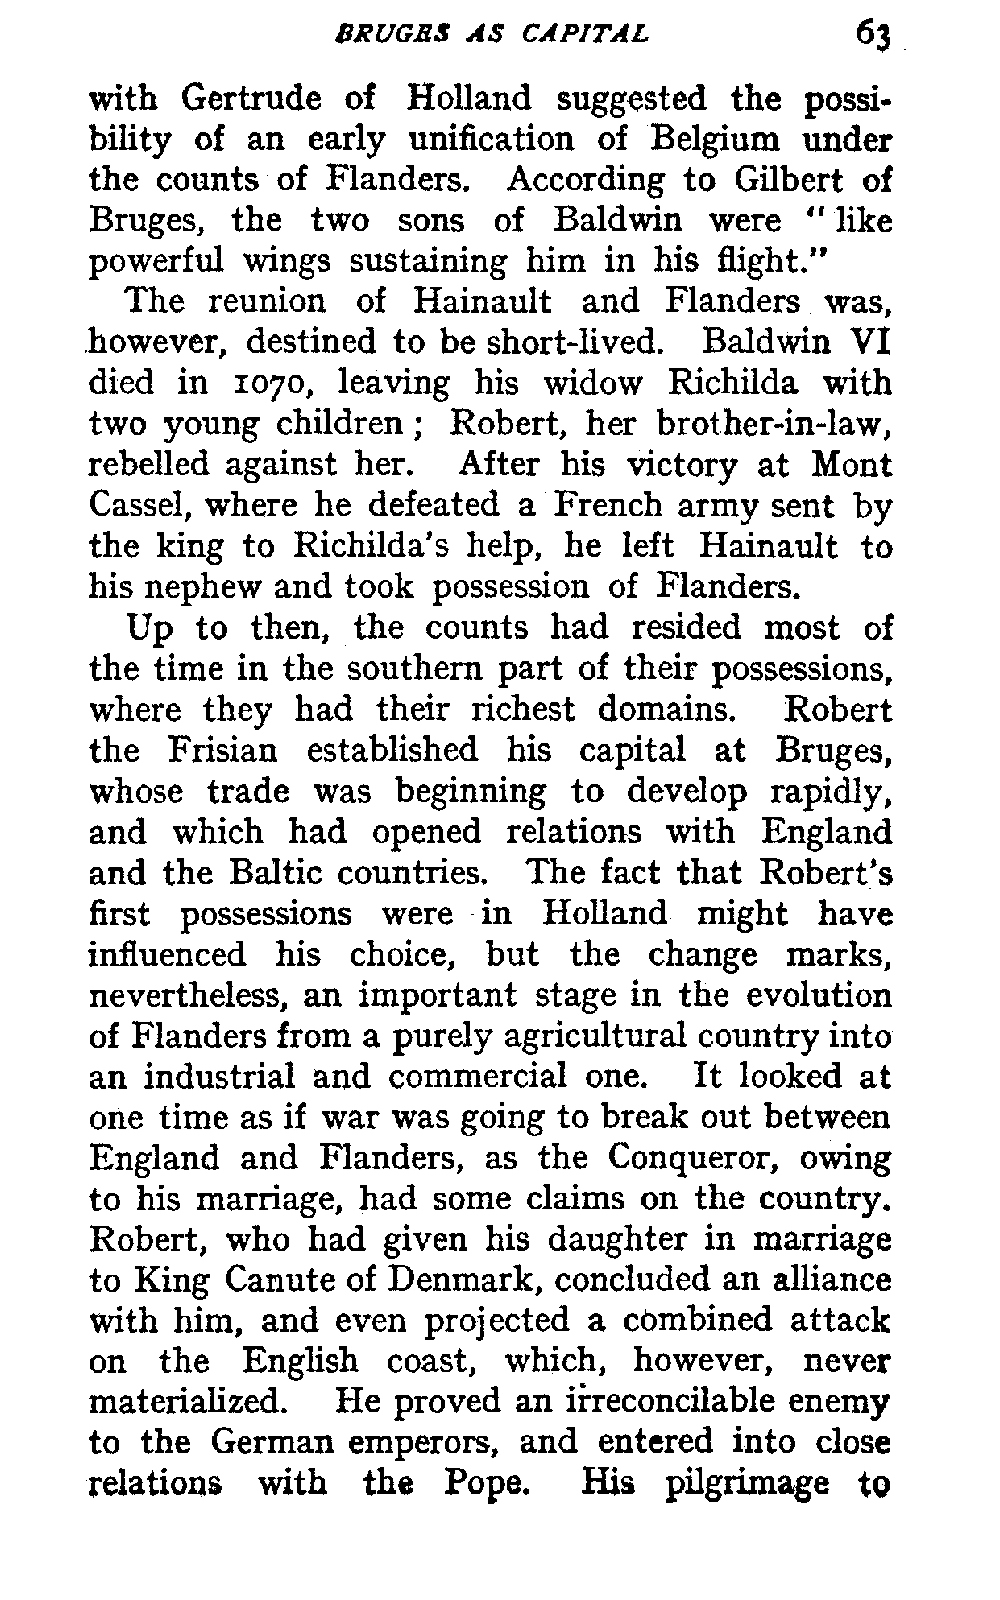 BRUGES AS CAPITAL 63
with Gertrude of Holland suggested the possi-
bility of an early unification of Belgium under
the counts of Flanders. According to Gilbert of
Bruges, the two sons of Baldwin were "like
powerful wings sustaining him in his flight."
The reunion of Hainault and Flanders was,
however, destined to be short-lived. Baldwin VI
died in 1070, leaving his widow Richilda with
two young children ; Robert, her brother-in-law,
rebelled against her. After his victory at Mont
Cassel, where he defeated a French army sent by
the king to Richilda's help, he left Hainault to
his nephew and took possession of Flanders.
Up to then, the counts had resided most of
the time in the southern part of their possessions,
where they had their richest domains. Robert
the Frisian established his capital at Bruges,
whose trade was beginning to develop rapidly,
and which had opened relations with England
and the Baltic countries. The fact that Robert's
first possessions were in Holland might have
influenced his choice, but the change marks,
nevertheless, an important stage in the evolution
of Flanders from a purely agricultural country into
an industrial and commercial one. It looked at
one time as if war was going to break out between
England and Flanders, as the Conqueror, owing
to his marriage, had some claims on the country.
Robert, who had given his daughter in marriage
to King Canute of Denmark, concluded an alliance
with him, and even projected a combined attack
on the English coast, which, however, never
materialized. He proved an irreconcilable enemy
to the German emperors, and entered into close
relations with the Pope. His pilgrimage to